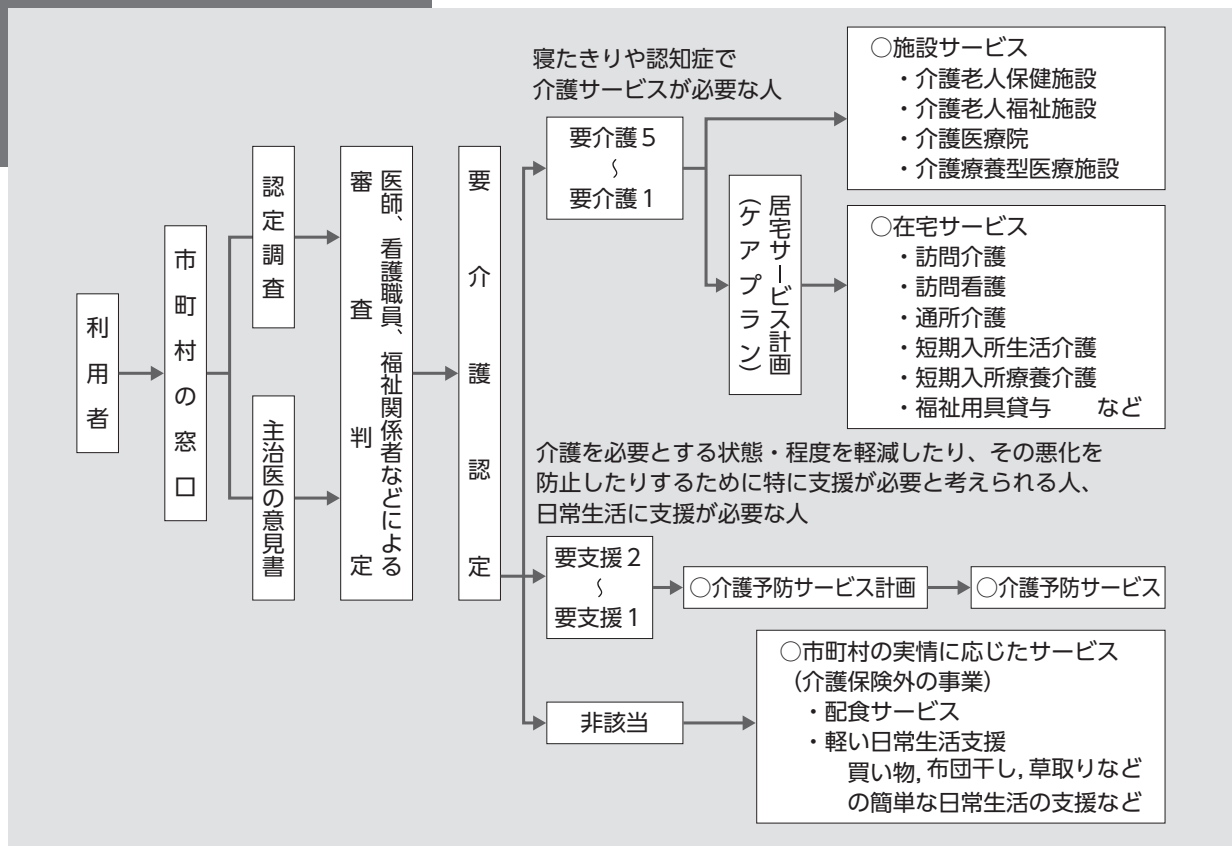 利用者
市町村の窓口
認定調査
主治医の意見書
審査判定
医師、看護職員、福祉関係者などによる
要介護認定
寝たきりや認知症で
介護サービスが必要な人
要介護5
〜
要介護1
居宅サービス計画
(ケアプラン)
○施設サービス
・介護老人保健施設
・介護老人福祉施設
・介護医療院
・介護療養型医療施設
○在宅サービス
・訪問介護
・訪問看護
・通所介護
・短期入所生活介護
・短期入所療養介護
・福祉用具貸与 など
介護を必要とする状態・程度を軽減したり、その悪化を
防止したりするために特に支援が必要と考えられる人、
日常生活に支援が必要な人
要支援2
〜
要支援1
○介護予防サービス計画
○介護予防サービス
非該当
○市町村の実情に応じたサービス
(介護保険外の事業)
・配食サービス
・軽い日常生活支援
買い物,布団干し,草取りなど
の簡単な日常生活の支援など